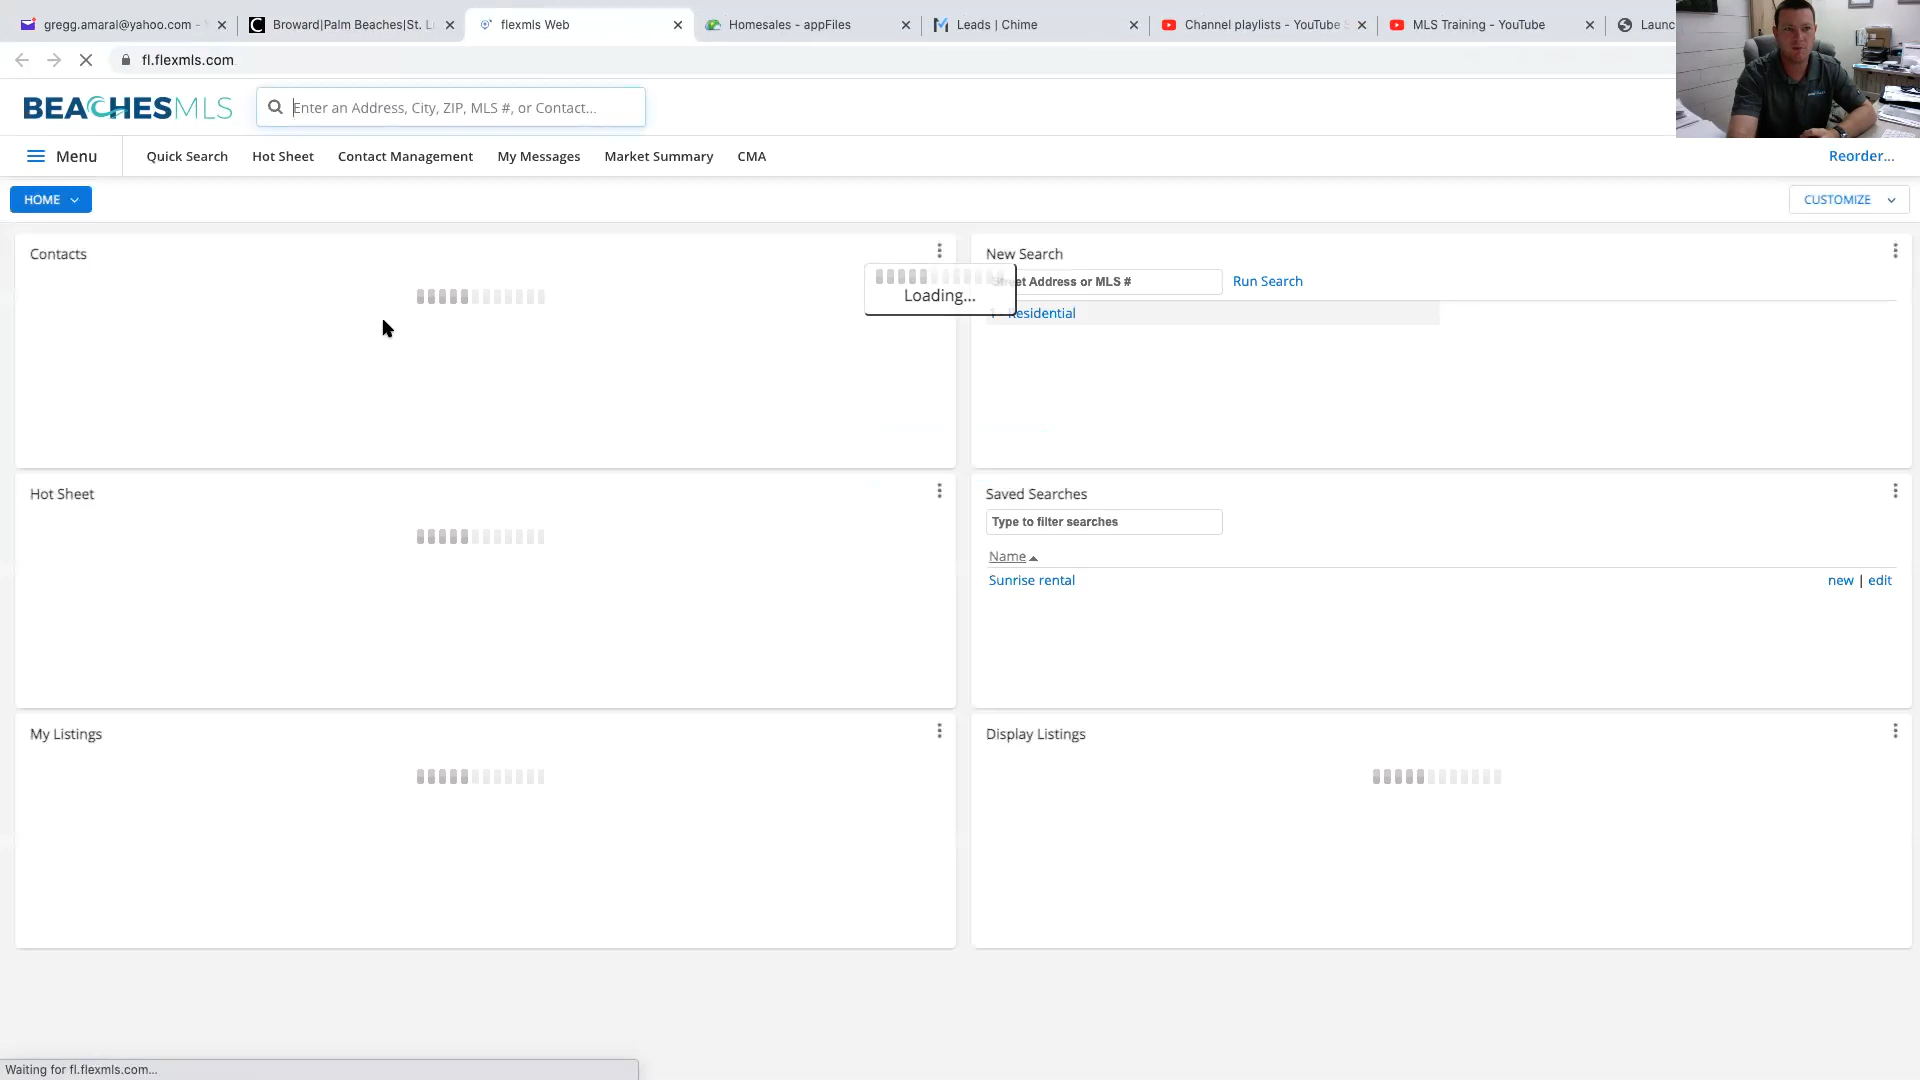 gregg.amaral@yahoo.com -
Broward|Palm Beaches|St. L
flexmls Web
Homesales - appFiles
Leads | Chime
Channel playlists - YouTube S
MLS Training - YouTube
Launc
fl.flexmls.com
BEACHESMLS
Enter an Address, City, ZIP, MLS #, or Contact...
Menu
Quick Search
Hot Sheet
Contact Management
My Messages
Market Summary
CMA
Reorder...
HOME
CUSTOMIZE
Contacts
New Search
Loading...
Address or MLS #
Run Search
Residential
Hot Sheet
Saved Searches
Type to filter searches
Name
Sunrise rental
new | edit
My Listings
Display Listings
Waiting for fl.flexmls.com...